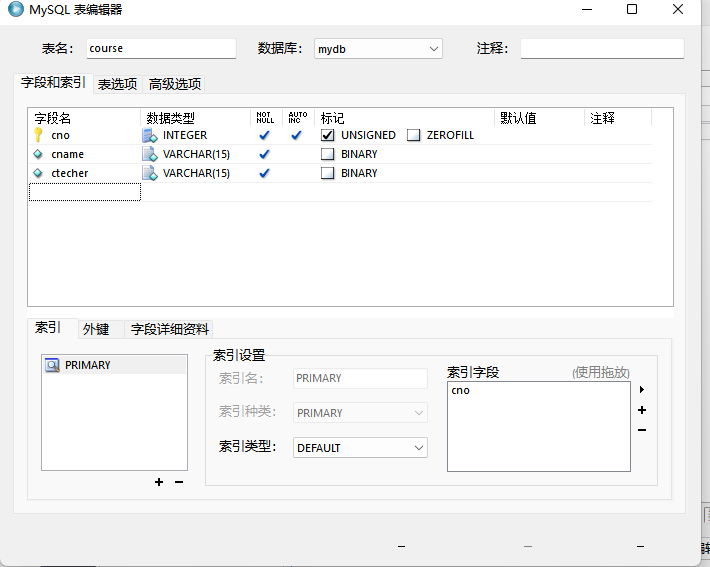 MySQL 表编辑器
表名： course 数据库： mydb 注释：
字段和索引 表选项 高级选项
字段名 数据类型 NOT NULL AUTO INC 标记 默认值 注释
cno INTEGER UNSIGNED ZEROFILL
cname VARCHAR(15) BINARY
ctecher VARCHAR(15) BINARY
索引 外键 字段详细资料
PRIMARY
索引设置
索引名： PRIMARY
索引种类： PRIMARY
索引类型： DEFAULT
索引字段 (使用拖放)
cno